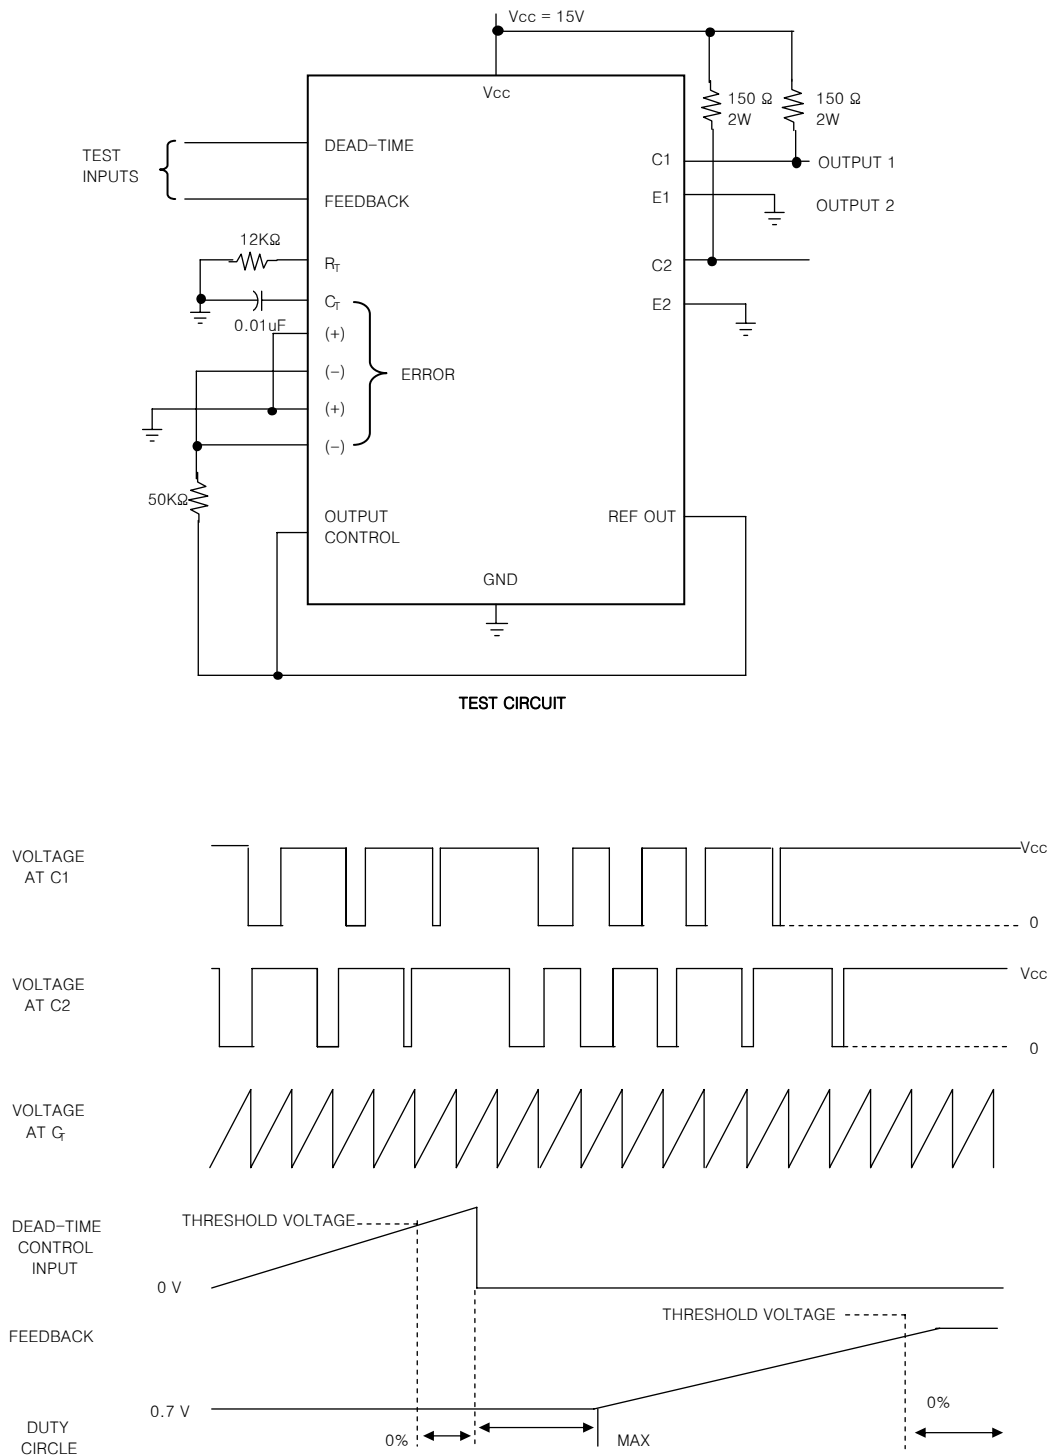 Vcc = 15V
Vcc
150 Ω
2W
150 Ω
2W
TEST
INPUTS
DEAD-TIME
FEEDBACK
C1
OUTPUT 1
E1
OUTPUT 2
12KΩ
RT
C2
CT
0.01uF
E2
(+)
(-)
ERROR
(+)
(-)
50KΩ
OUTPUT
CONTROL
REF OUT
GND
TEST CIRCUIT
VOLTAGE
AT C1
Vcc
0
VOLTAGE
AT C2
Vcc
0
VOLTAGE
AT CT
DEAD-TIME
CONTROL
INPUT
THRESHOLD VOLTAGE
0 V
THRESHOLD VOLTAGE
FEEDBACK
0.7 V
0%
DUTY
CIRCLE
0%
MAX